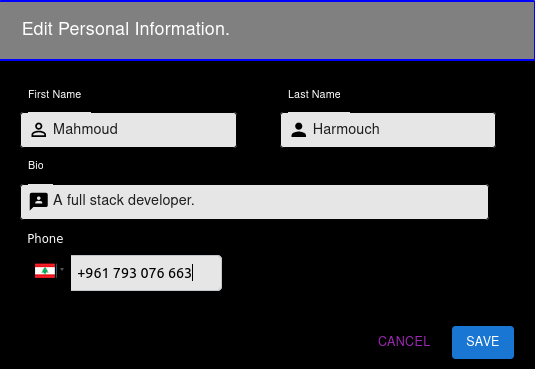 Edit Personal Information.
First Name
Last Name
Mahmoud
Harmouch
Bio
A full stack developer.
Phone
+961 793 076 663
CANCEL
SAVE